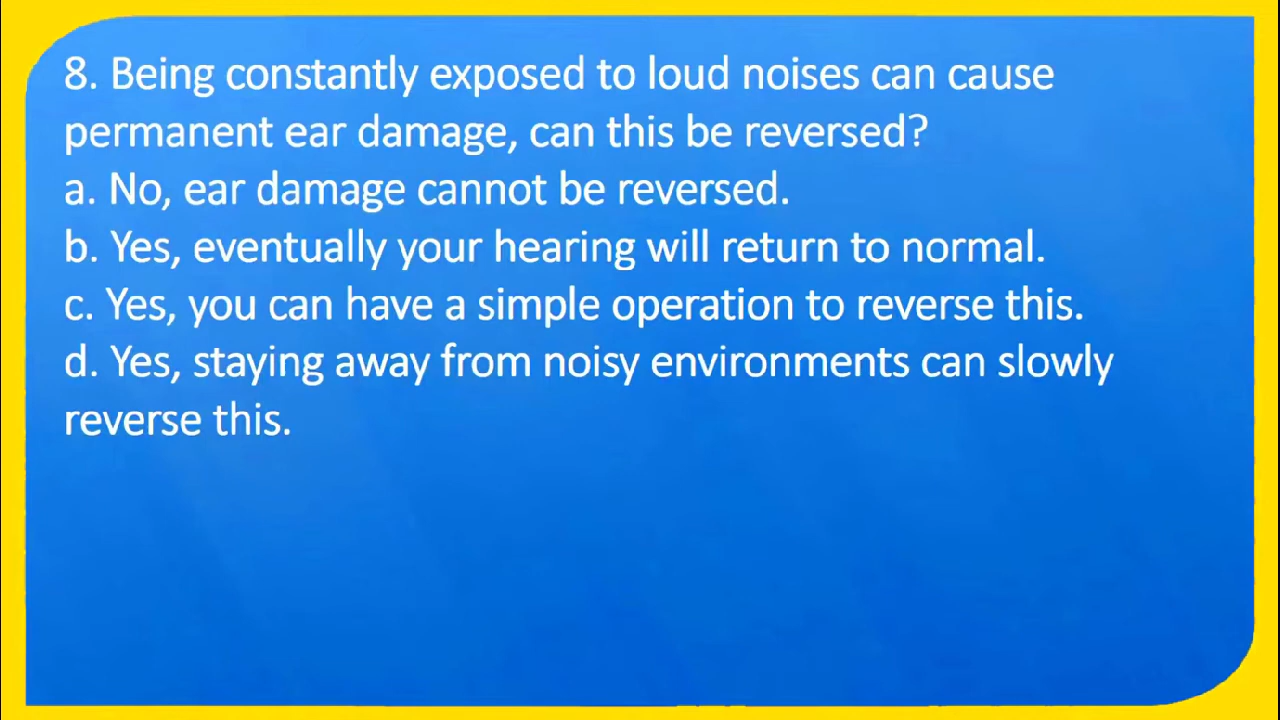 8. Being constantly exposed to loud noises can cause
permanent ear damage, can this be reversed?
a. No, ear damage cannot be reversed.
b. Yes, eventually your hearing will return to normal.
c. Yes, you can have a simple operation to reverse this.
d. Yes, staying away from noisy environments can slowly
reverse this.